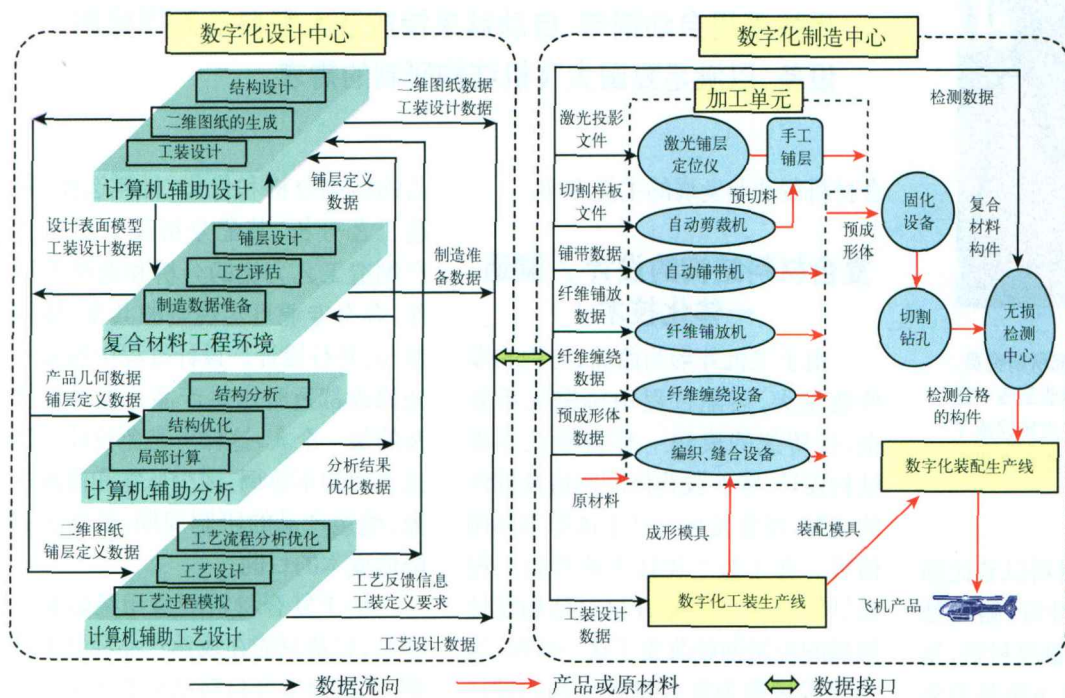 数字化设计中心
结构设计
二维图纸的生成
工装设计
计算机辅助设计
二维图纸数据
工装设计数据
铺层定义
数据
设计表面模型
工装设计数据
铺层设计
工艺评估
制造数据准备
复合材料工程环境
制造准
备数据
产品几何数据
铺层定义数据
结构分析
结构优化
局部计算
计算机辅助分析
分析结果
优化数据
二维图纸
铺层定义数据
工艺流程分析优化
工艺设计
工艺过程模拟
计算机辅助工艺设计
工艺反馈信息
工装定义要求
工艺设计数据
数字化制造中心
加工单元
检测数据
激光投影
文件
激光铺层
定位仪
手工
铺层
切割样板
文件
预切料
自动剪裁机
铺带数据
自动铺带机
纤维铺放
数据
纤维铺放机
纤维缠绕
数据
纤维缠绕设备
预成形体
数据
编织、缝合设备
原材料
预成
形体
固化
设备
复合
材料
构件
切割
钻孔
无损
检测
中心
检测合格
的构件
数字化装配生产线
成形模具
装配模具
工装设计
数据
数字化工装生产线
飞机产品
数据流向
产品或原材料
数据接口